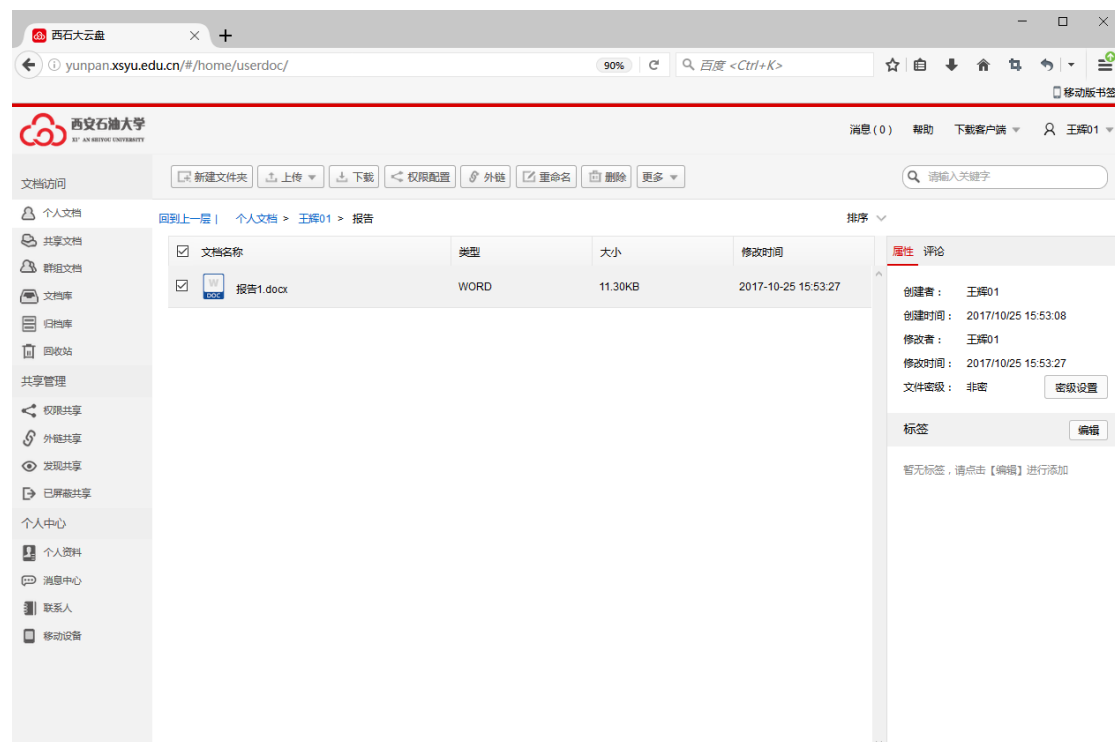 西石大云盘
yunpan.xsyu.edu.cn/#/home/userdoc/ 90% 百度 <Ctrl+K>
移动版书签
西安石油大学
XI'AN SHIYOU UNIVERSITY
消息(0) 帮助 下载客户端 王辉01
文档访问
新建文件夹 上传 下载 权限配置 外链 重命名 删除 更多 请输入关键字
个人文档
共享文档
群组文档
文档库
归档库
回收站
共享管理
权限共享
外链共享
发现共享
已屏蔽共享
个人中心
个人资料
消息中心
联系人
移动设备
回到上一层 | 个人文档 > 王辉01 > 报告 排序
文档名称 类型 大小 修改时间
W
DOC
报告1.docx WORD 11.30KB 2017-10-25 15:53:27
属性 评论
创建者: 王辉01
创建时间: 2017/10/25 15:53:08
修改者: 王辉01
修改时间: 2017/10/25 15:53:27
文件密级: 非密 密级设置
标签 编辑
暂无标签,请点击【编辑】进行添加